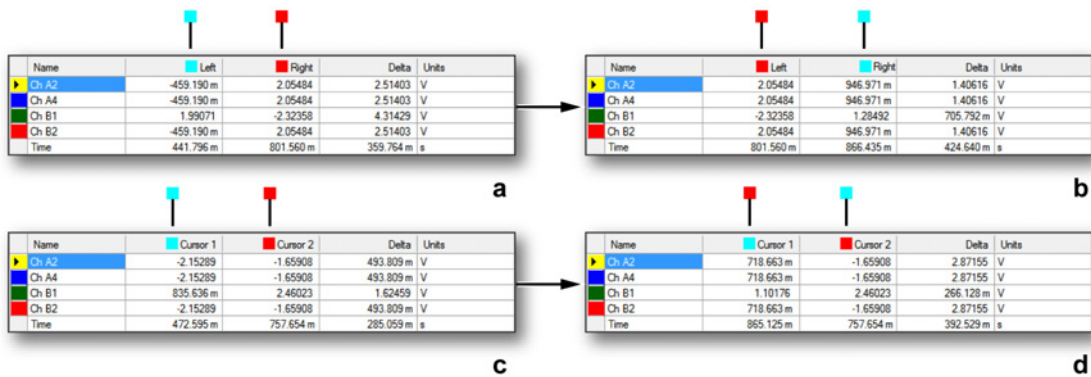 Name Left Right Delta Units
Ch A2 -459.190 m 2.05484 2.51403 V
Ch A4 -459.190 m 2.05484 2.51403 V
Ch B1 1.99071 -2.32358 4.31429 V
Ch B2 -459.190 m 2.05484 2.51403 V
Time 441.796 m 801.560 m 359.764 m s
a
Name Left Right Delta Units
Ch A2 2.05484 946.971 m 1.40616 V
Ch A4 2.05484 946.971 m 1.40616 V
Ch B1 -2.32358 1.28492 705.792 m V
Ch B2 2.05484 946.971 m 1.40616 V
Time 801.560 m 866.435 m 424.640 m s
b
Name Cursor 1 Cursor 2 Delta Units
Ch A2 -2.15289 -1.65908 493.809 m V
Ch A4 -2.15289 -1.65908 493.809 m V
Ch B1 835.636 m 2.46023 1.62459 V
Ch B2 -2.15289 -1.65908 493.809 m V
Time 472.595 m 757.654 m 285.059 m s
c
Name Cursor 1 Cursor 2 Delta Units
Ch A2 718.663 m -1.65908 2.87155 V
Ch A4 718.663 m -1.65908 2.87155 V
Ch B1 1.10176 2.46023 266.128 m V
Ch B2 718.663 m -1.65908 2.87155 V
Time 865.125 m 757.654 m 392.529 m s
d